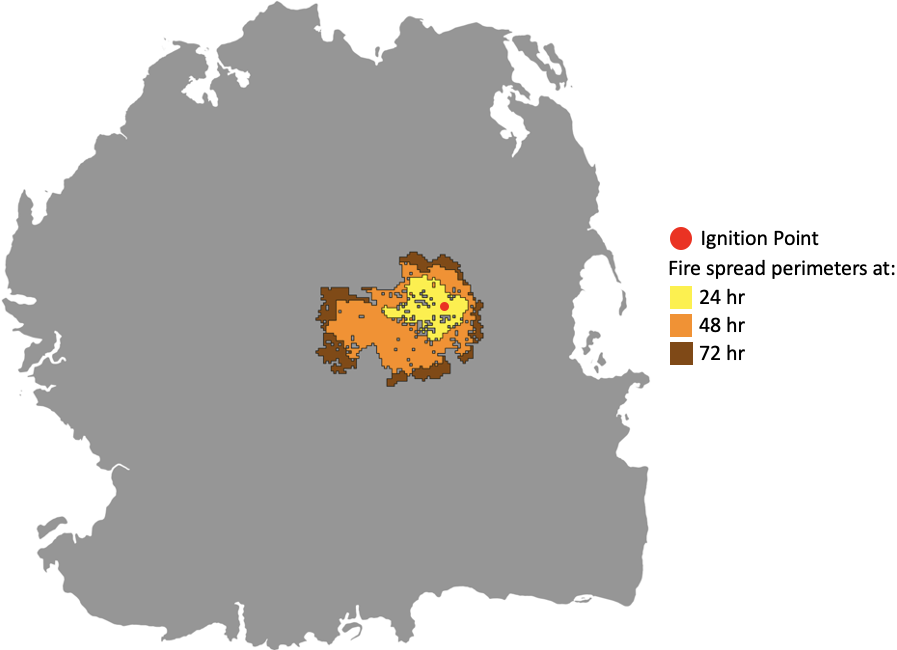 Ignition Point
Fire spread perimeters at:
24 hr
48 hr
72 hr